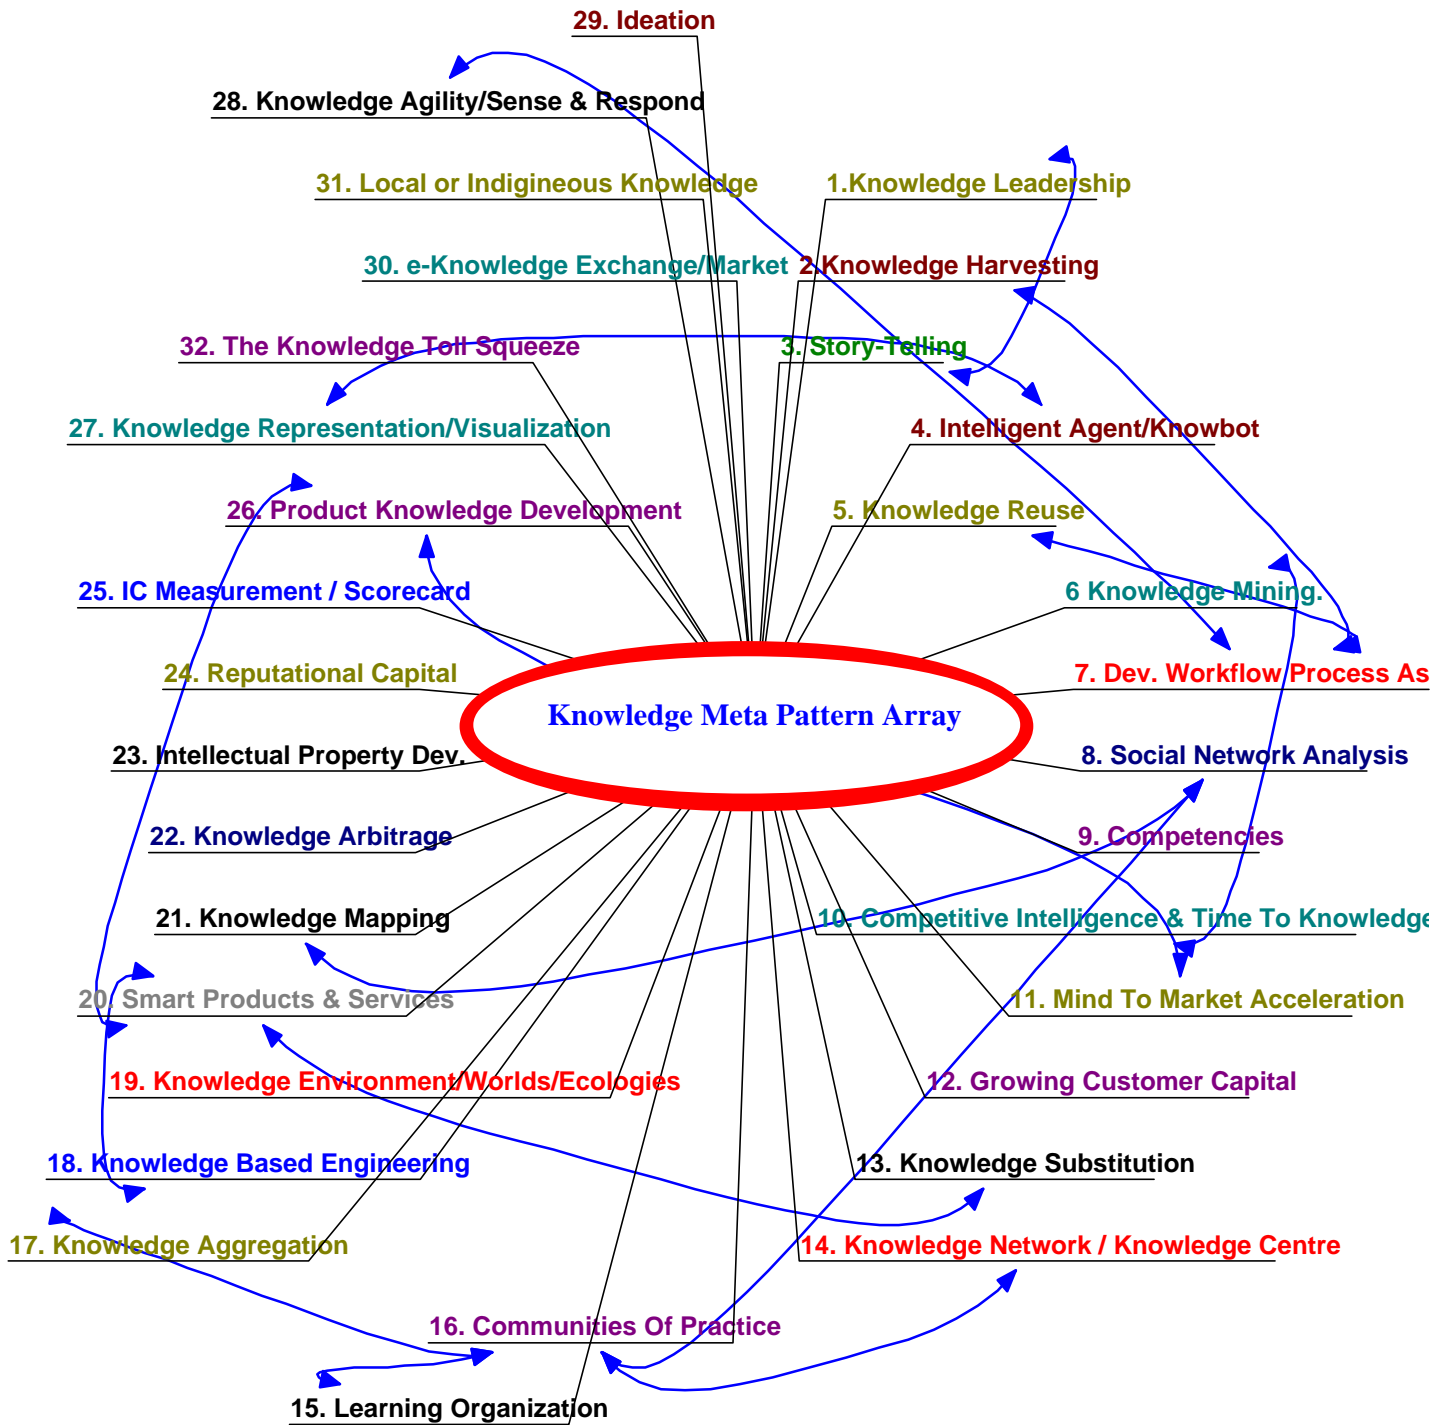 29. Ideation
28. Knowledge Agility/Sense & Respond
31. Local or Indigineous Knowledge
1.Knowledge Leadership
30. e-Knowledge Exchange/Market
2.Knowledge Harvesting
32. The Knowledge Toll Squeeze
3. Story-Telling
27. Knowledge Representation/Visualization
4. Intelligent Agent/Knowbot
26. Product Knowledge Development
5. Knowledge Reuse
25. IC Measurement / Scorecard
6 Knowledge Mining.
24. Reputational Capital
7. Dev. Workflow Process As
Knowledge Meta Pattern Array
23. Intellectual Property Dev.
8. Social Network Analysis
22. Knowledge Arbitrage
9. Competencies
21. Knowledge Mapping
10. Competitive Intelligence & Time To Knowledge
20. Smart Products & Services
11. Mind To Market Acceleration
19. Knowledge Environment/Worlds/Ecologies
12. Growing Customer Capital
18. Knowledge Based Engineering
13. Knowledge Substitution
17. Knowledge Aggregation
14. Knowledge Network / Knowledge Centre
16. Communities Of Practice
15. Learning Organization